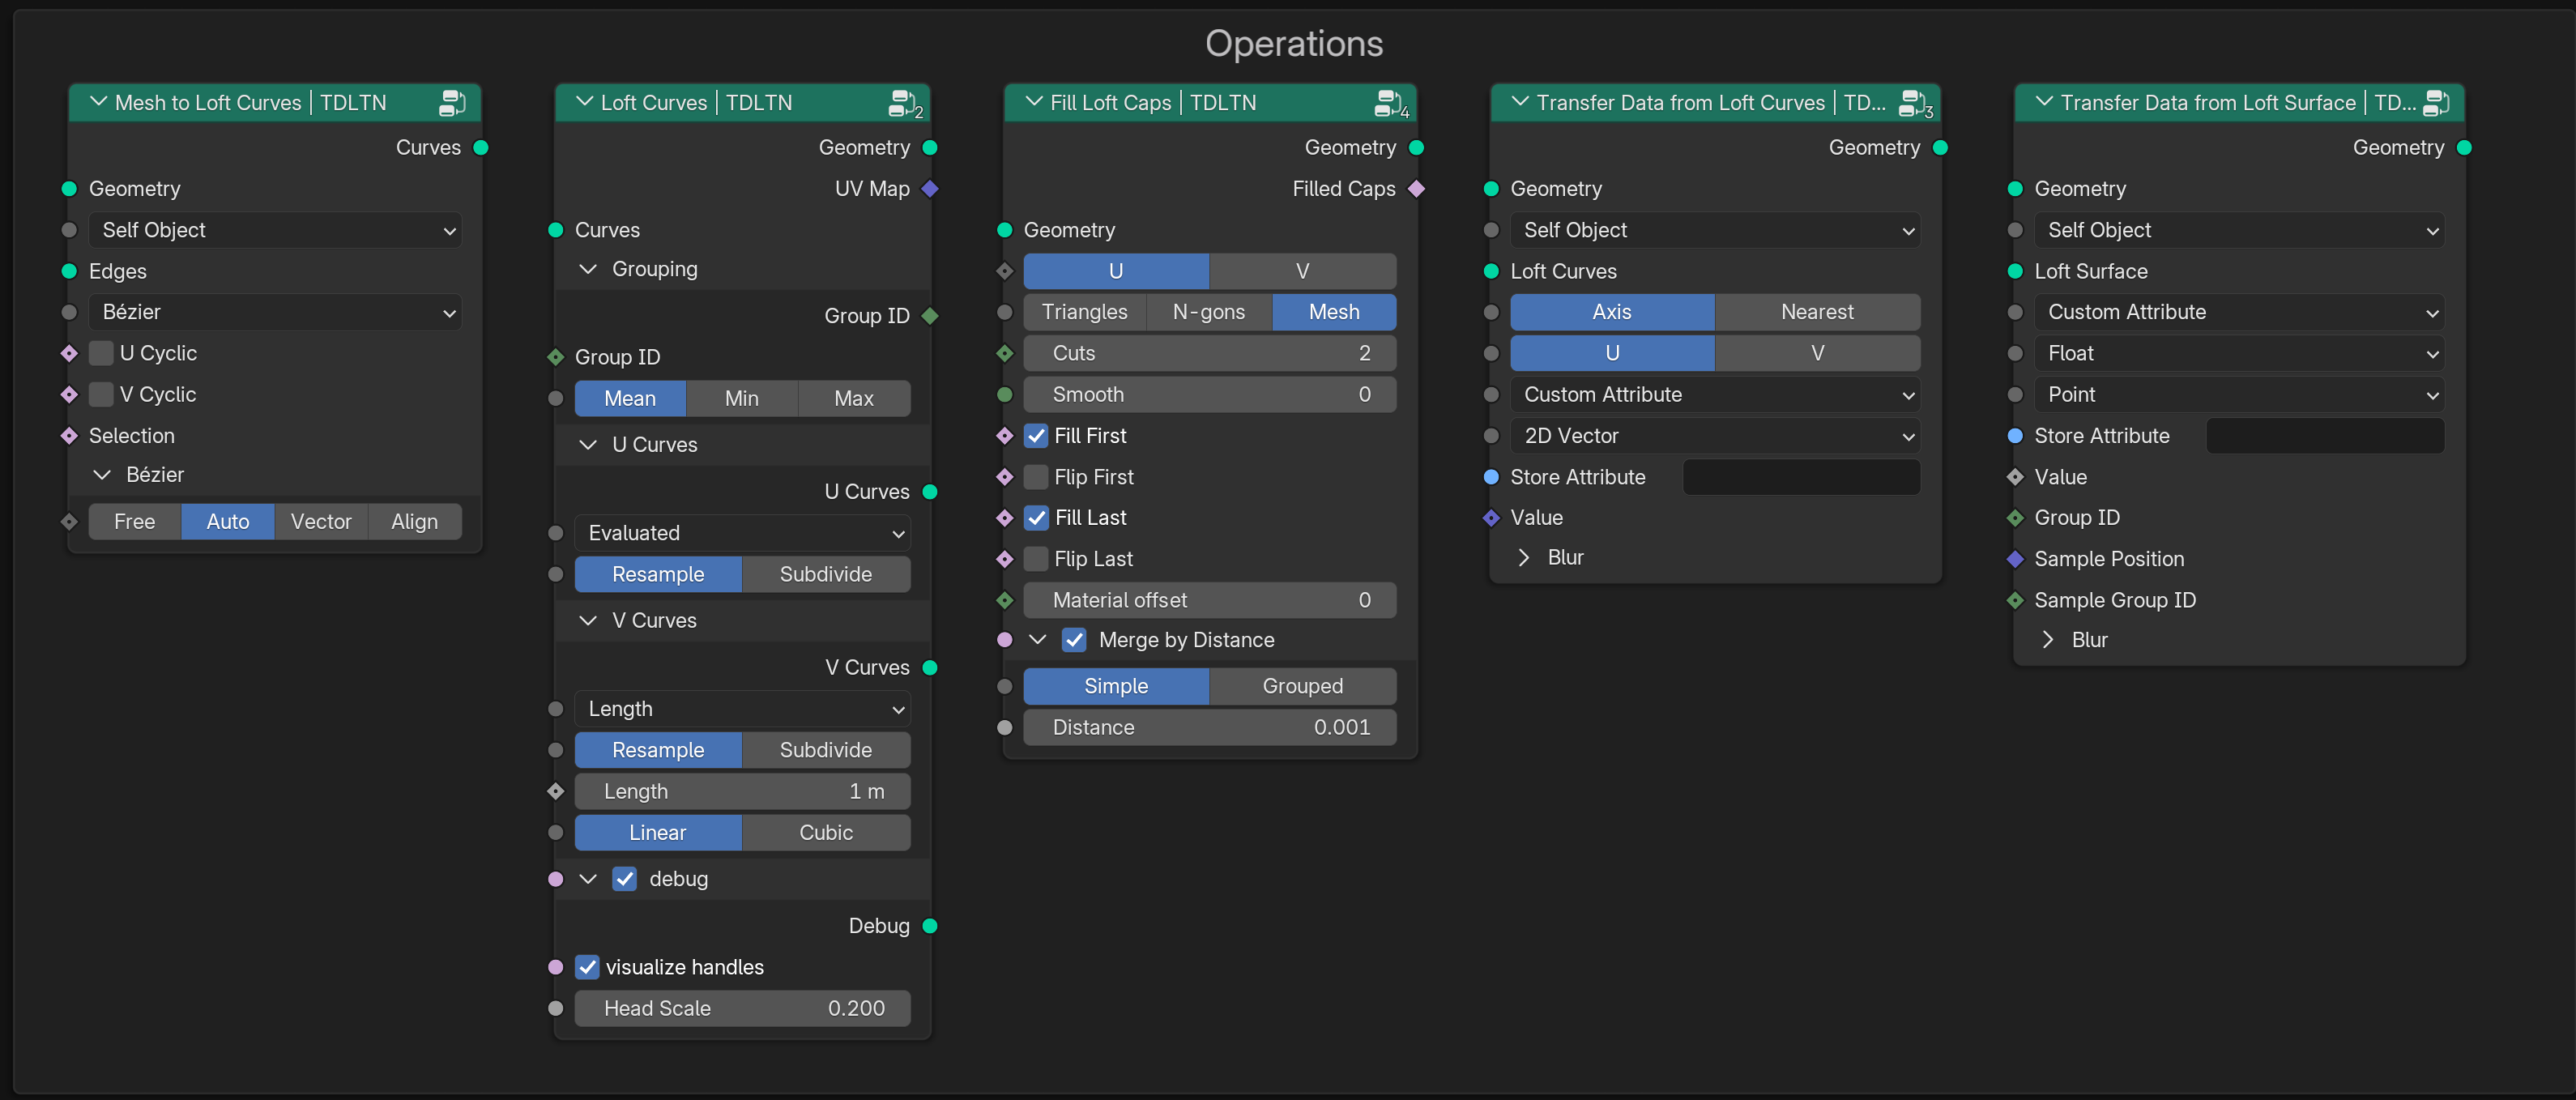 Operations
Mesh to Loft Curves | TDLTN
Curves
Geometry
Self Object
Edges
Bézier
U Cyclic
V Cyclic
Selection
Bézier
Free Auto Vector Align
Loft Curves | TDLTN 2
Geometry
UV Map
Curves
Grouping
Group ID
Group ID
Mean Min Max
U Curves
U Curves
Evaluated
Resample Subdivide
V Curves
V Curves
Length
Resample Subdivide
Length 1 m
Linear Cubic
debug
Debug
visualize handles
Head Scale 0.200
Fill Loft Caps | TDLTN 4
Geometry
Filled Caps
Geometry
U V
Triangles N-gons Mesh
Cuts 2
Smooth 0
Fill First
Flip First
Fill Last
Flip Last
Material offset 0
Merge by Distance
Simple Grouped
Distance 0.001
Transfer Data from Loft Curves | TD... 3
Geometry
Geometry
Self Object
Loft Curves
Axis Nearest
U V
Custom Attribute
2D Vector
Store Attribute
Value
Blur
Transfer Data from Loft Surface | TD...
Geometry
Geometry
Self Object
Loft Surface
Custom Attribute
Float
Point
Store Attribute
Value
Group ID
Sample Position
Sample Group ID
Blur